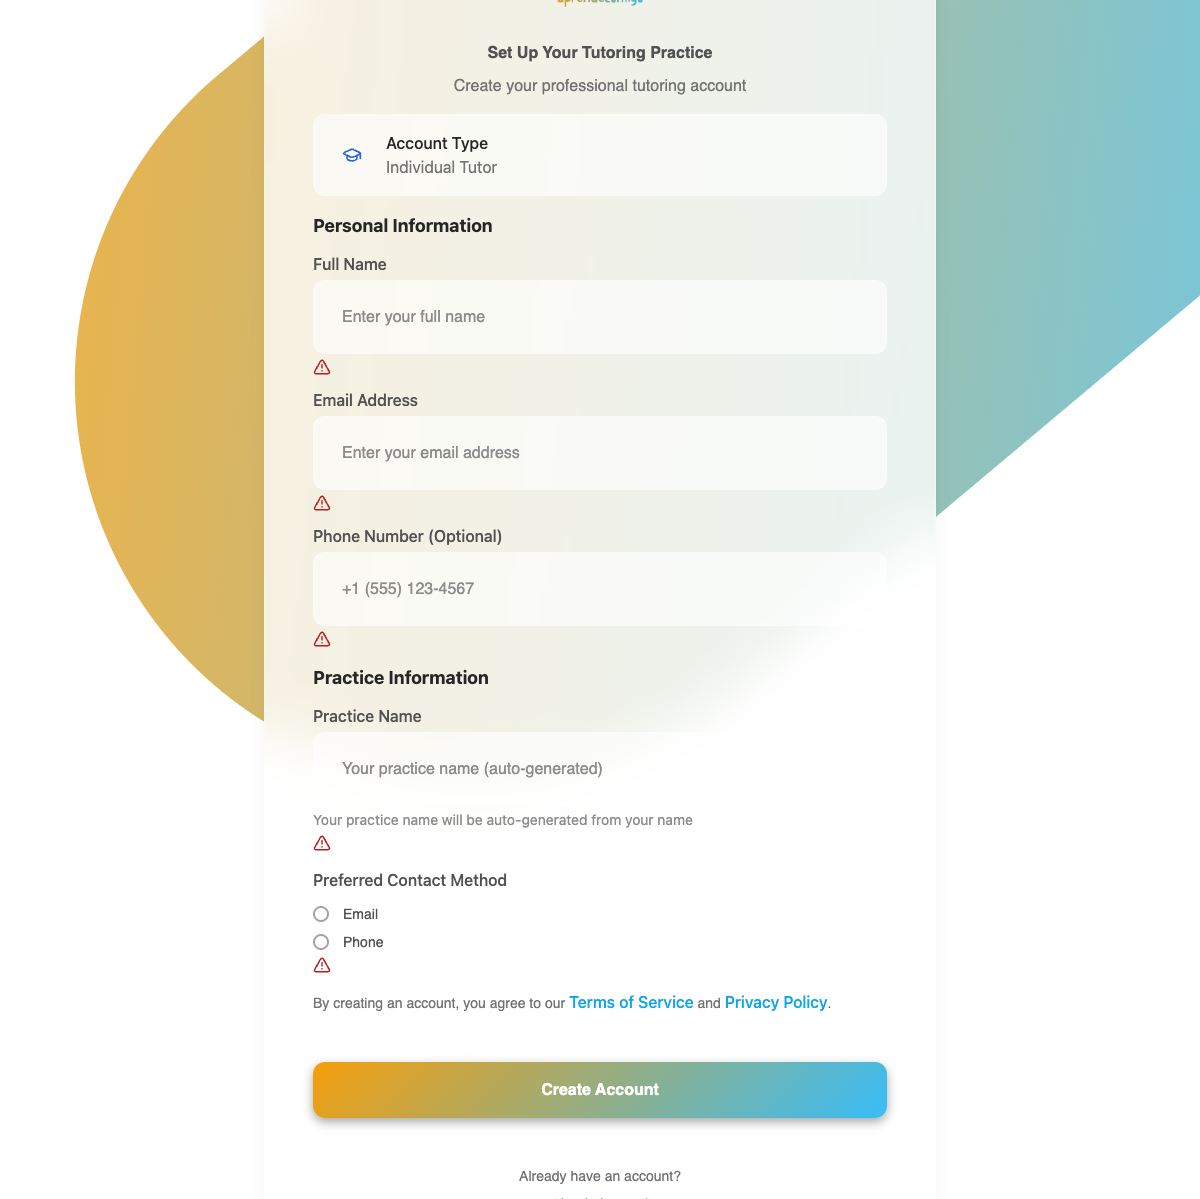 Set Up Your Tutoring Practice
Create your professional tutoring account
Account Type
Individual Tutor
Personal Information
Full Name
Enter your full name
Email Address
Enter your email address
Phone Number (Optional)
+1 (555) 123-4567
Practice Information
Practice Name
Your practice name (auto-generated)
Your practice name will be auto-generated from your name
Preferred Contact Method
Email
Phone
By creating an account, you agree to our Terms of Service and Privacy Policy.
Create Account
Already have an account?